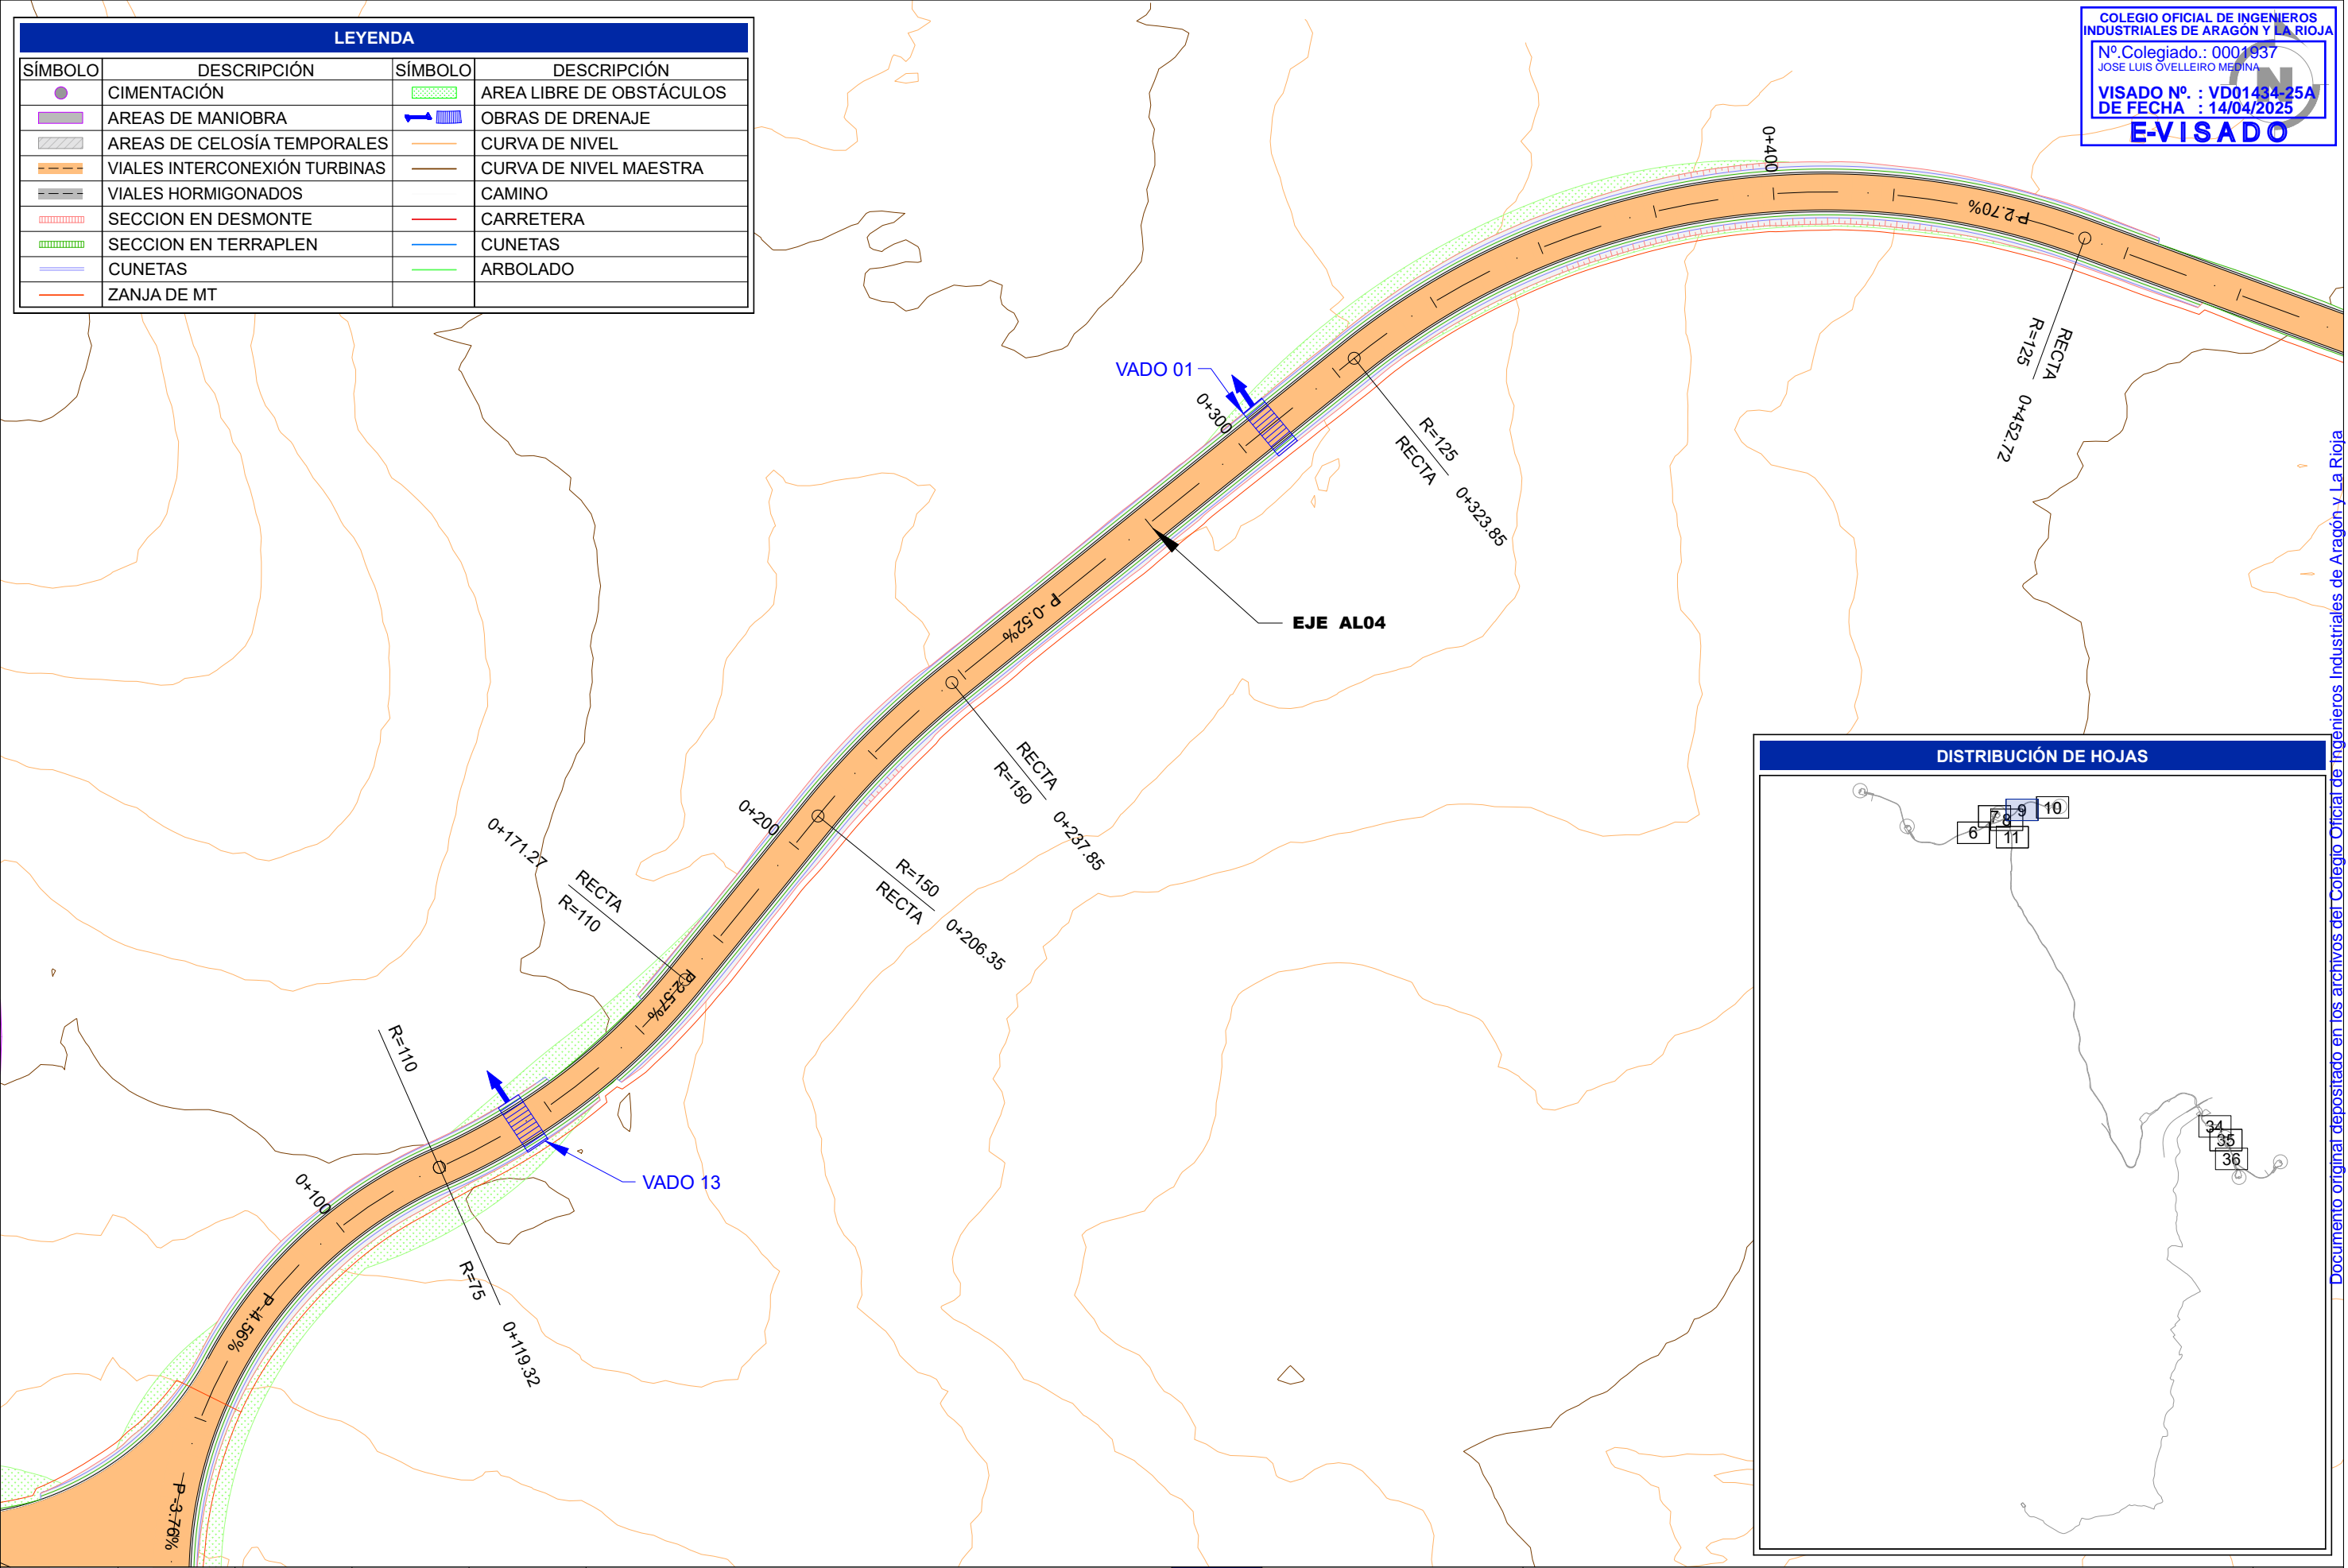 LEYENDA
SÍMBOLO DESCRIPCIÓN SÍMBOLO DESCRIPCIÓN
CIMENTACIÓN AREA LIBRE DE OBSTÁCULOS
AREAS DE MANIOBRA OBRAS DE DRENAJE
AREAS DE CELOSÍA TEMPORALES CURVA DE NIVEL
VIALES INTERCONEXIÓN TURBINAS CURVA DE NIVEL MAESTRA
VIALES HORMIGONADOS CAMINO
SECCION EN DESMONTE CARRETERA
SECCION EN TERRAPLEN CUNETAS
CUNETAS ARBOLADO
ZANJA DE MT
COLEGIO OFICIAL DE INGENIEROS
INDUSTRIALES DE ARAGÓN Y LA RIOJA
Nº.Colegiado.: 0001937
JOSE LUIS OVELLEIRO MEDINA
VISADO Nº. : VD01434-25A
DE FECHA : 14/04/2025
E-VISADO
N
0+400
P 2.70%
RECTA
R=125
0+452.72
VADO 01
0+300
R=125
RECTA
0+323.85
EJE AL04
P -0.52%
RECTA
R=150
0+237.85
0+200
R=150
RECTA
0+206.35
0+171.27
RECTA
R=110
P 2.57%
R=110
R=75
0+119.32
VADO 13
0+100
P -4.56%
P -3.76%
DISTRIBUCIÓN DE HOJAS
6
7
8
9
10
11
34
35
36
Documento original depositado en los archivos del Colegio Oficial de Ingenieros Industriales de Aragón y La Rioja